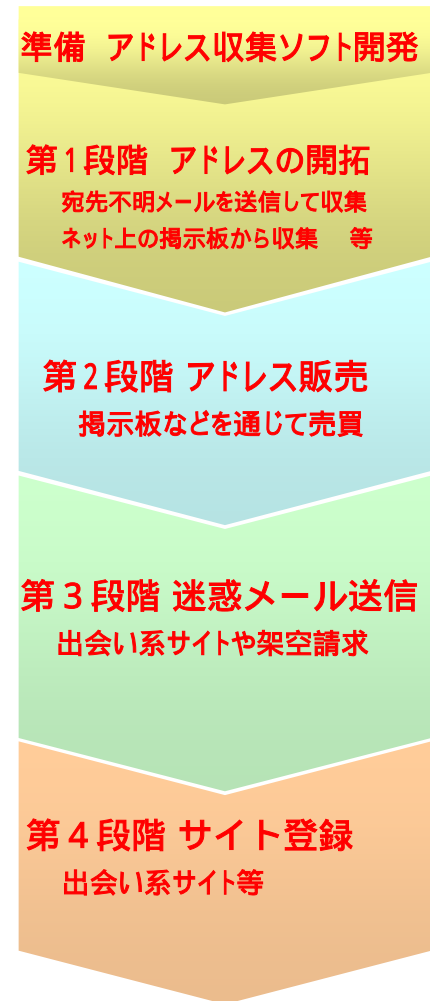 準備　アドレス収集ソフト開発
第１段階　アドレスの開拓
宛先不明メールを送信して収集
ネット上の掲示板から収集　等
第２段階 アドレス販売
掲示板などを通じて売買
第３段階 迷惑メール送信
出会い系サイトや架空請求
第４段階 サイト登録
出会い系サイト等